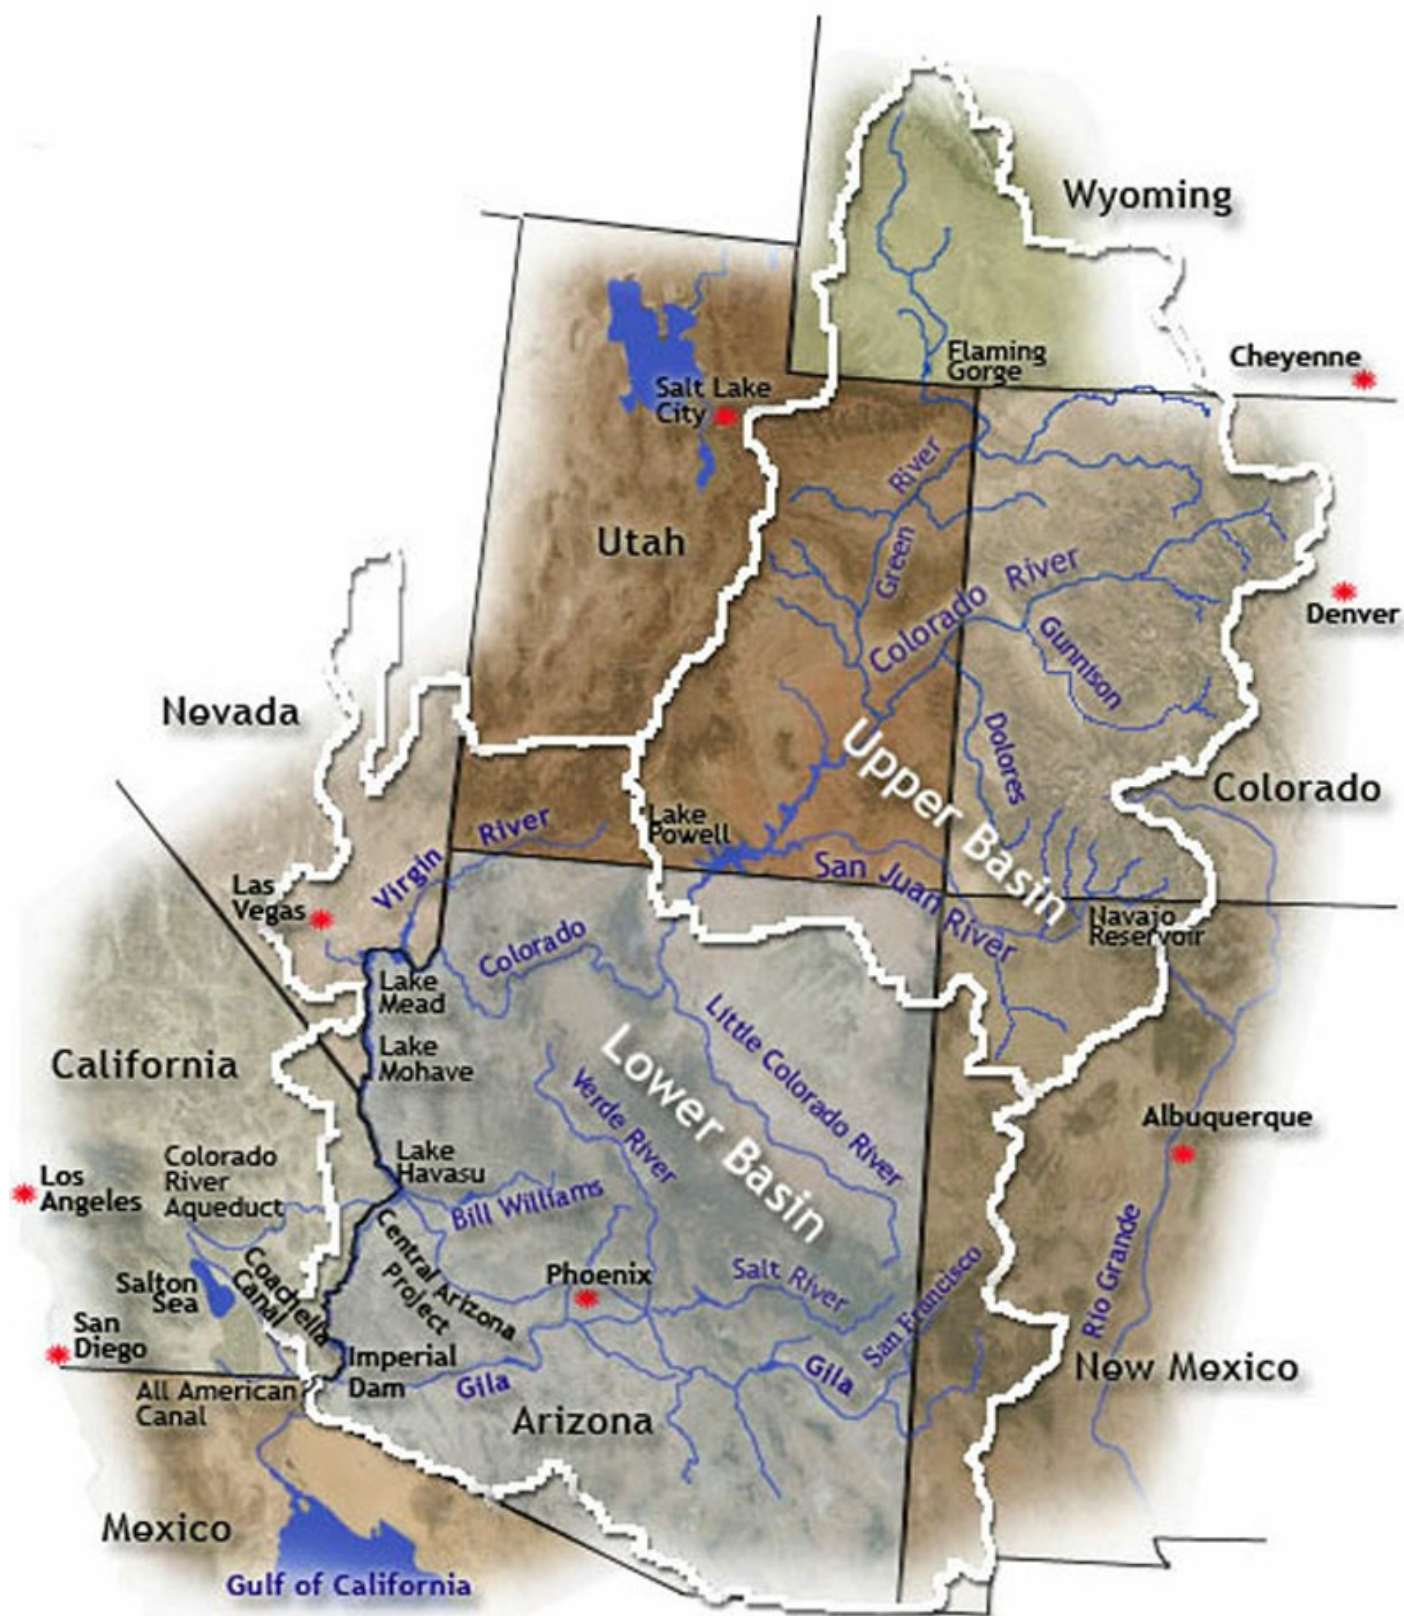 Wyoming
Flaming
Gorge
Cheyenne
Salt Lake
City
River
Green
Utah
Colorado River
Denver
Gunnison
Nevada
Dolores
Upper Basin
Colorado
Lake
Powell
Virgin River
San Juan River
Las
Vegas
Navajo
Reservoir
Colorado
Lake
Mead
Little Colorado River
Lower Basin
Lake
Mohave
California
Verde River
Albuquerque
Lake
Havasu
Colorado
River
Aqueduct
Los
Angeles
Bill Williams
Central Arizona
Project
Coachella
Canal
Salton
Sea
Phoenix
Salt River
San Francisco
Rio Grande
San
Diego
Imperial
Dam
Gila
Gila
New Mexico
All American
Canal
Arizona
Mexico
Gulf of California